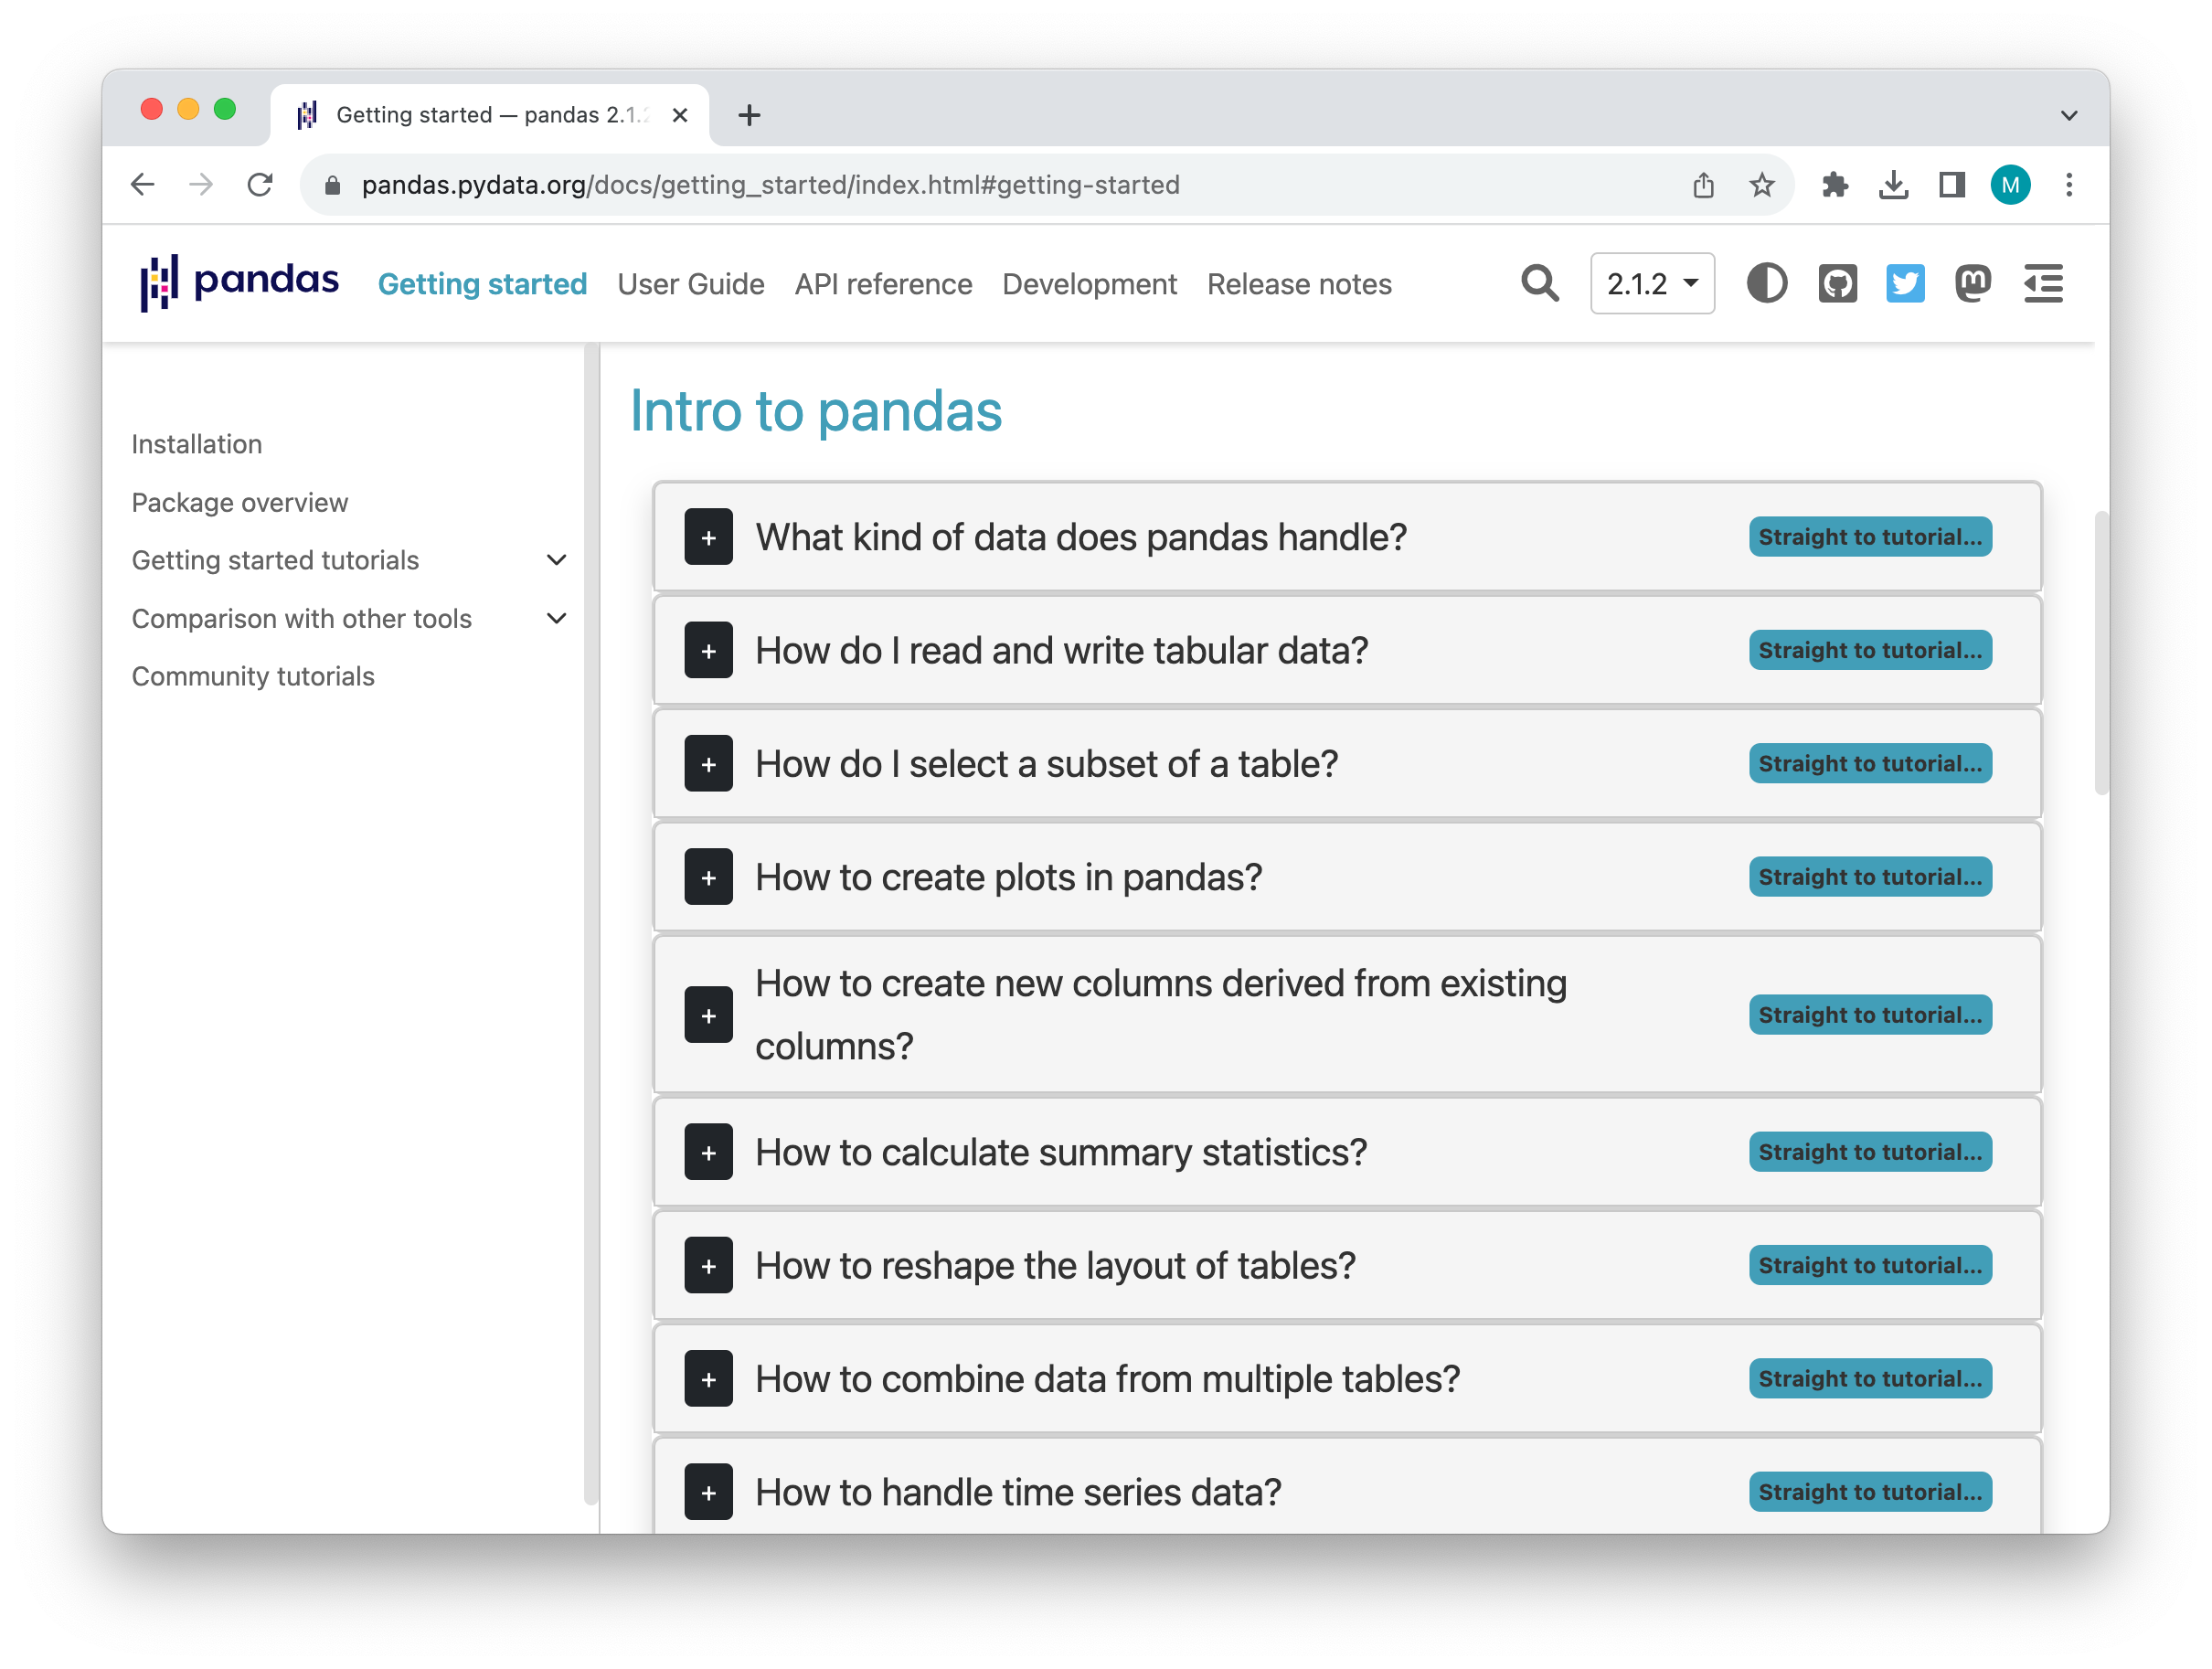 Getting started — pandas 2.1.2
pandas.pydata.org/docs/getting_started/index.html#getting-started
M
pandas
Getting started
User Guide
API reference
Development
Release notes
2.1.2
Installation
Package overview
Getting started tutorials
Comparison with other tools
Community tutorials
Intro to pandas
What kind of data does pandas handle?
Straight to tutorial...
How do I read and write tabular data?
Straight to tutorial...
How do I select a subset of a table?
Straight to tutorial...
How to create plots in pandas?
Straight to tutorial...
How to create new columns derived from existing
columns?
Straight to tutorial...
How to calculate summary statistics?
Straight to tutorial...
How to reshape the layout of tables?
Straight to tutorial...
How to combine data from multiple tables?
Straight to tutorial...
How to handle time series data?
Straight to tutorial...